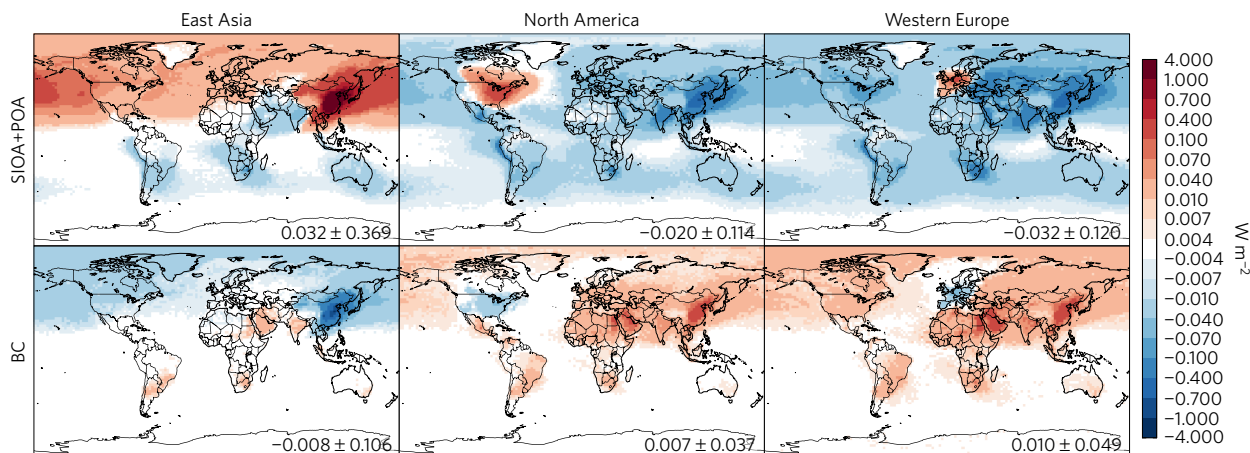 East Asia
North America
Western Europe
SIOA+POA
0.032 ± 0.369
−0.020 ± 0.114
−0.032 ± 0.120
BC
−0.008 ± 0.106
0.007 ± 0.037
0.010 ± 0.049
4.000
1.000
0.700
0.400
0.100
0.070
0.040
0.010
0.007
0.004
−0.004
−0.007
−0.010
−0.040
−0.070
−0.100
−0.400
−0.700
−1.000
−4.000
W m⁻²